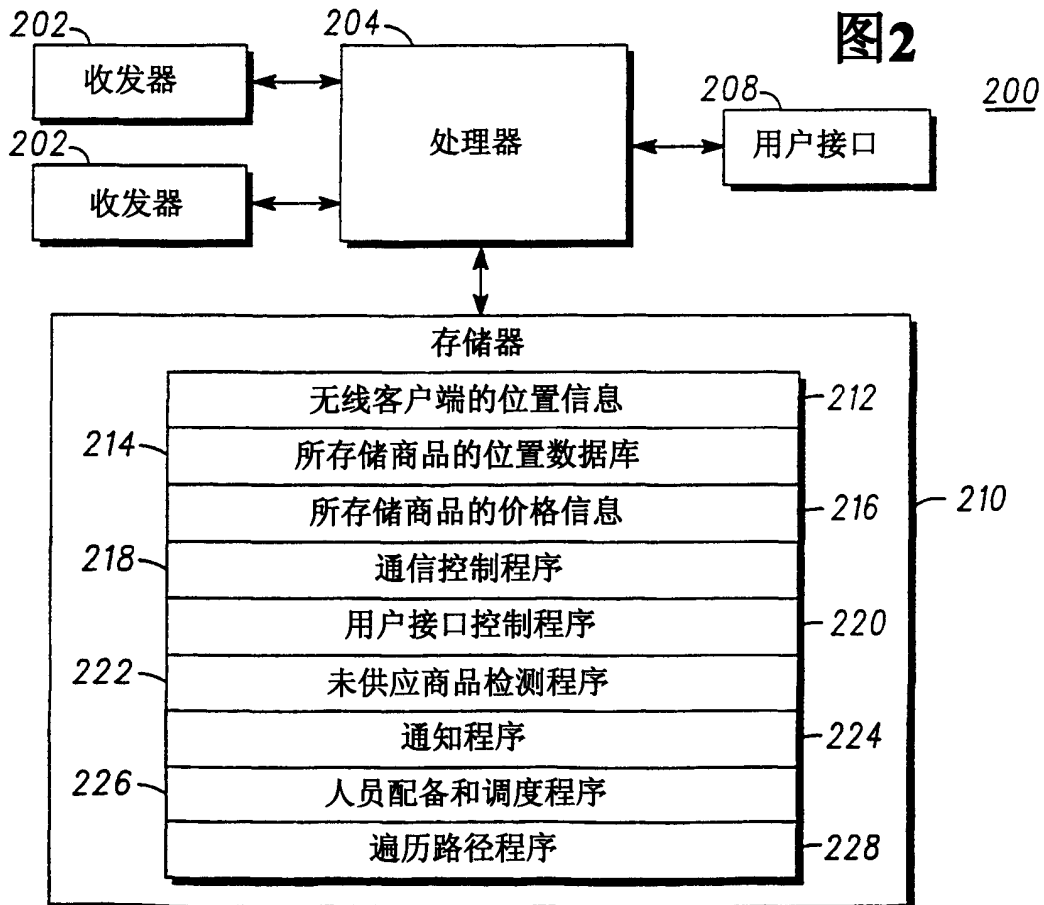 图2
200
202
收发器
202
收发器
204
处理器
208
用户接口
存储器
210
无线客户端的位置信息
212
214
所存储商品的位置数据库
所存储商品的价格信息
216
218
通信控制程序
用户接口控制程序
220
222
未供应商品检测程序
通知程序
224
226
人员配备和调度程序
遍历路径程序
228